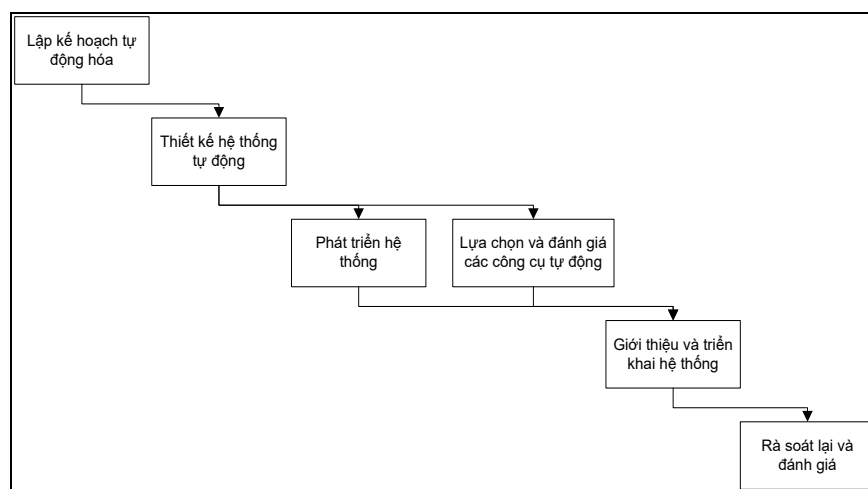 Lập kế hoạch tự
động hóa
Thiết kế hệ thống
tự động
Phát triển hệ
thống
Lựa chọn và đánh giá
các công cụ tự động
Giới thiệu và triển
khai hệ thống
Rà soát lại và
đánh giá